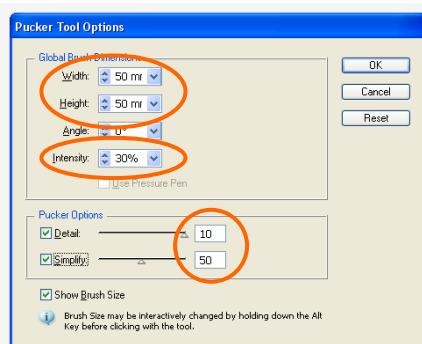 Pucker Tool Options
Global Brush Dimensions
Width: 50 mr
Height: 50 mr
Angle: 0°
Intensity: 30%
Use Pressure Pen
OK
Cancel
Reset
Pucker Options
Detail: 10
Simplify: 50
Show Brush Size
Brush Size may be interactively changed by holding down the Alt
Key before clicking with the tool.